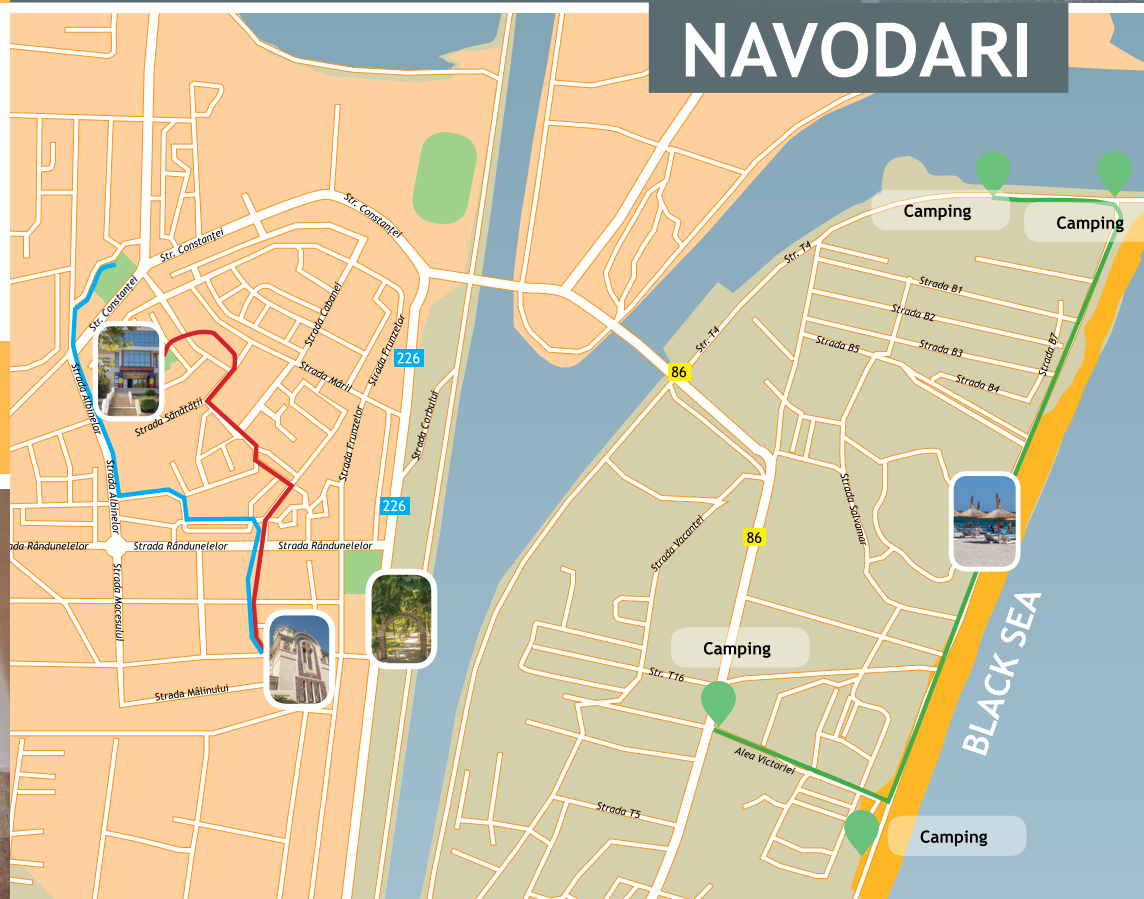 NAVODARI
Camping
Camping
Str. Constanței
Str. Constanței
Str. Constanței
Str. T4
Str. T4
Strada B1
Strada B2
Strada B3
Strada B4
Strada B5
Strada B7
Strada Cabanei
Strada Frunzelor
226
Strada Mării
86
Strada Albinelor
Strada Sănătății
Strada Frunzelor
Strada Corbului
Strada Albinelor
226
Strada Salvamar
86
Strada Vacanței
ada Rândunelelor
Strada Rândunelelor
Strada Rândunelelor
Strada Macesului
BLACK SEA
Camping
Str. T16
Strada Mălinului
Alea Victoriei
Strada T5
Camping